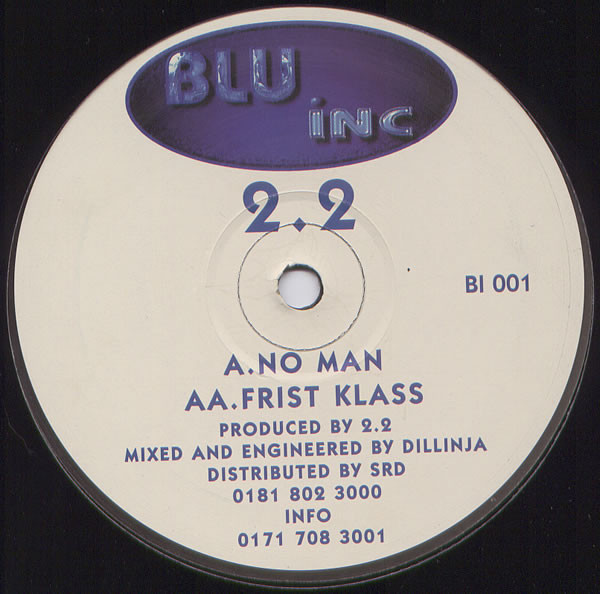 BLU
inc
2.2
BI 001
A.NO MAN
AA.FRIST KLASS
PRODUCED BY 2.2
MIXED AND ENGINEERED BY DILLINJA
DISTRIBUTED BY SRD
0181 802 3000
INFO
0171 708 3001